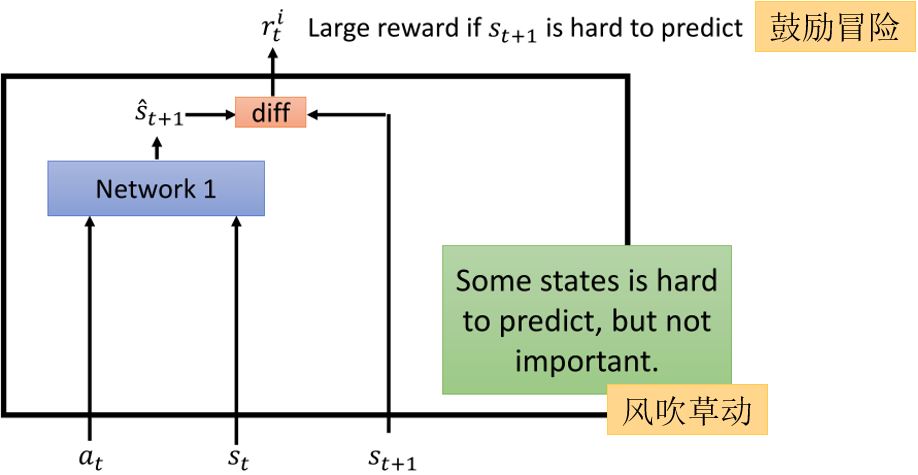 r_t^i Large reward if s_{t+1} is hard to predict 鼓励冒险
ŝ_{t+1} diff
Network 1
Some states is hard
to predict, but not
important.
风吹草动
a_t s_t s_{t+1}